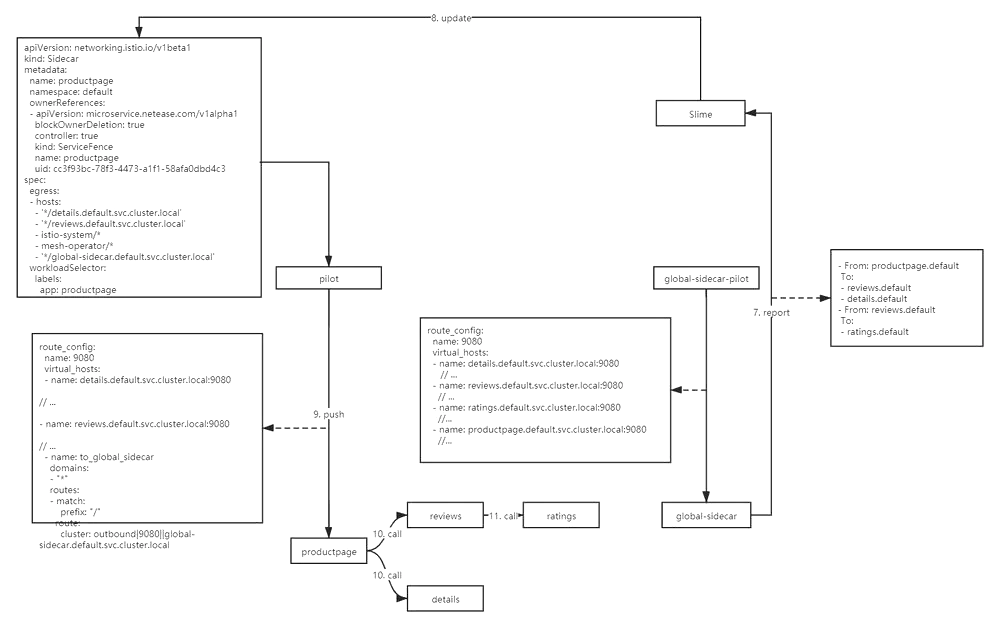 8. update
apiVersion: networking.istio.io/v1beta1
kind: Sidecar
metadata:
  name: productpage
  namespace: default
  ownerReferences:
  - apiVersion: microservice.netease.com/v1alpha1
    blockOwnerDeletion: true
    controller: true
    kind: ServiceFence
    name: productpage
    uid: cc3f93bc-78f3-4473-a1f1-58afa0dbd4c3
spec:
  egress:
  - hosts:
    - '*/details.default.svc.cluster.local'
    - '*/reviews.default.svc.cluster.local'
    - istio-system/*
    - mesh-operator/*
    - '*/global-sidecar.default.svc.cluster.local'
  workloadSelector:
    labels:
      app: productpage
Slime
pilot
global-sidecar-pilot
- From: productpage.default
To:
- reviews.default
- details.default
- From: reviews.default
To:
- ratings.default
7. report
route_config:
  name: 9080
  virtual_hosts:
  - name: details.default.svc.cluster.local:9080
    // ...
  - name: reviews.default.svc.cluster.local:9080
    // ...
  - name: ratings.default.svc.cluster.local:9080
    //...
  - name: productpage.default.svc.cluster.local:9080
    //...
route_config:
  name: 9080
  virtual_hosts:
  - name: details.default.svc.cluster.local:9080
// ...
- name: reviews.default.svc.cluster.local:9080
// ...
  - name: to_global_sidecar
    domains:
    - "*"
    routes:
    - match:
        prefix: "/"
      route:
        cluster: outbound|9080||global-
sidecar.default.svc.cluster.local
9. push
reviews
11. call
ratings
global-sidecar
10. call
productpage
10. call
details